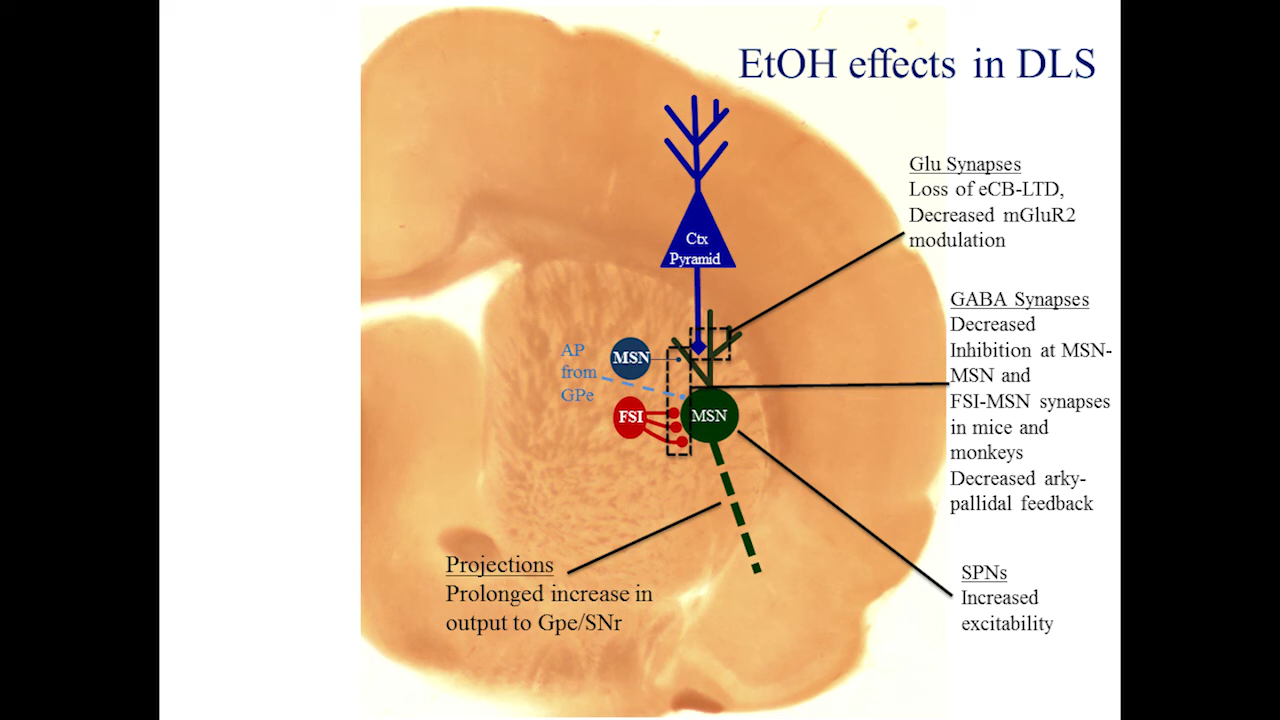 EtOH effects in DLS
Glu Synapses
Loss of eCB-LTD,
Decreased mGluR2
modulation
Ctx
Pyramid
GABA Synapses
Decreased
Inhibition at MSN-
MSN and
FSI-MSN synapses
in mice and
monkeys
Decreased arky-
pallidal feedback
AP
from
GPe
MSN
FSI
MSN
Projections
Prolonged increase in
output to Gpe/SNr
SPNs
Increased
excitability